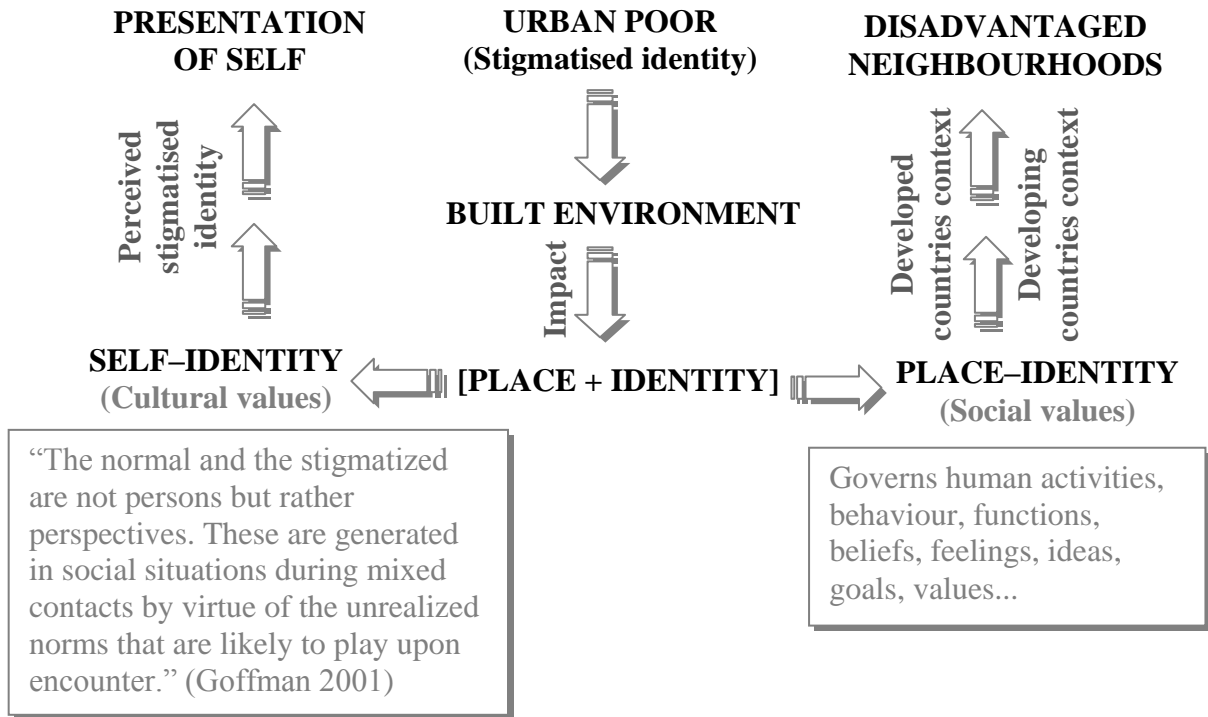 PRESENTATION
OF SELF
URBAN POOR
(Stigmatised identity)
DISADVANTAGED
NEIGHBOURHOODS
Perceived
stigmatised
identity
BUILT ENVIRONMENT
Impact
Developed
countries context
Developing
countries context
SELF–IDENTITY
(Cultural values)
[PLACE + IDENTITY]
PLACE–IDENTITY
(Social values)
“The normal and the stigmatized
are not persons but rather
perspectives. These are generated
in social situations during mixed
contacts by virtue of the unrealized
norms that are likely to play upon
encounter.” (Goffman 2001)
Governs human activities,
behaviour, functions,
beliefs, feelings, ideas,
goals, values...